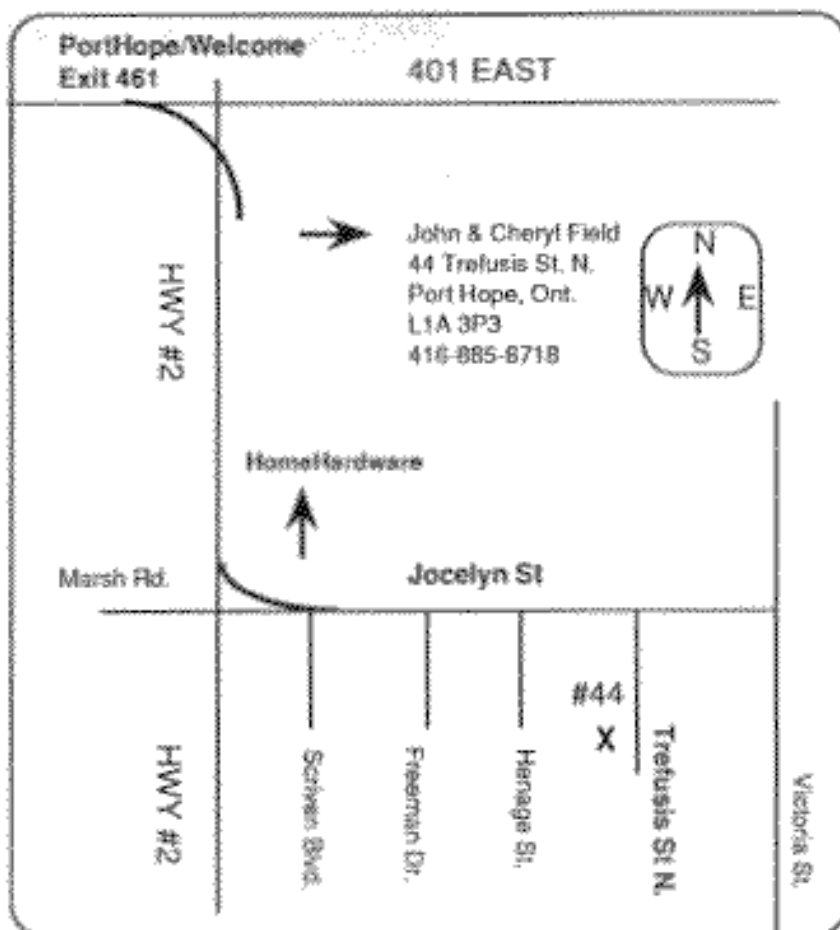 PortHope/Welcome
Exit 461
401 EAST
John & Cheryl Field
44 Trefusis St. N.
Port Hope, Ont.
L1A 3P3
416-885-6718
N
W
E
S
HWY #2
HomeHardware
Marsh Rd.
Jocelyn St
#44
X
HWY #2
Scriven Blvd.
Freeman Dr.
Henage St.
Trefusis St N.
Victoria St.